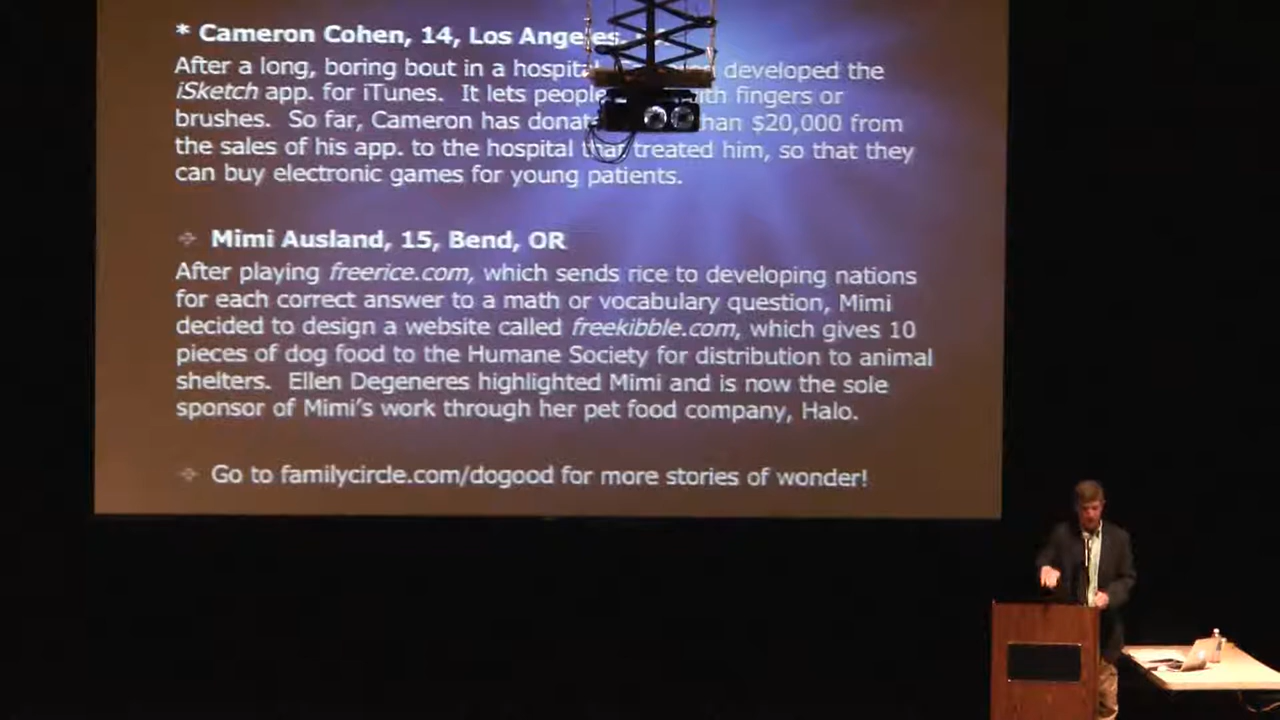 * Cameron Cohen, 14, Los Angeles,
After a long, boring bout in a hospital developed the
iSketch app. for iTunes. It lets people fingers or
brushes. So far, Cameron has $20,000 from
the sales of his app. to the hospital that treated him, so that they
can buy electronic games for young patients.
Mimi Ausland, 15, Bend, OR
After playing freerice.com, which sends rice to developing nations
for each correct answer to a math or vocabulary question, Mimi
decided to design a website called freekibble.com, which gives 10
pieces of dog food to the Humane Society for distribution to animal
shelters. Ellen Degeneres highlighted Mimi and is now the sole
sponsor of Mimi's work through her pet food company, Halo.
Go to familycircle.com/dogood for more stories of wonder!